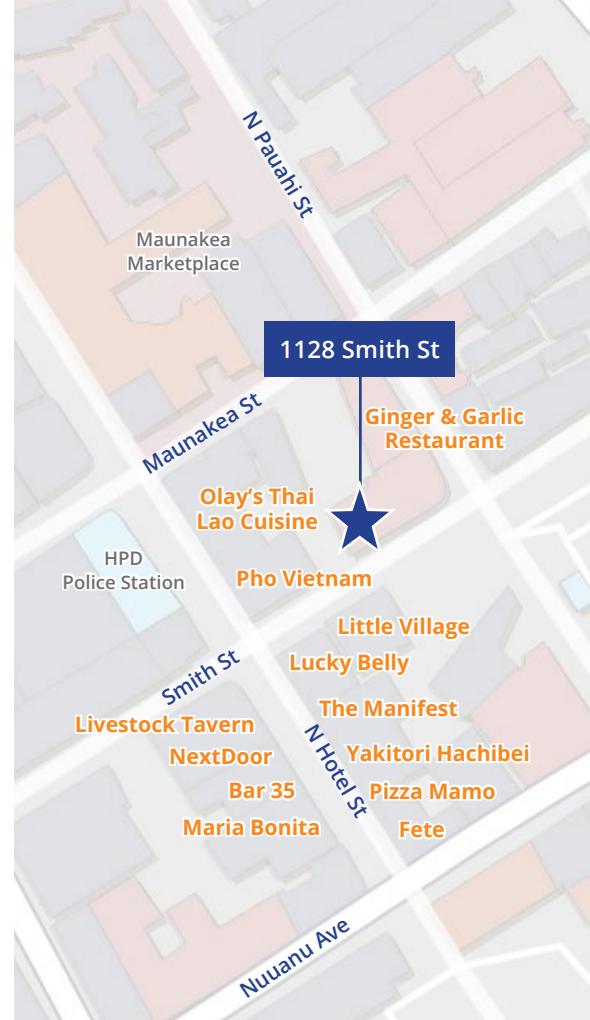 N Pauahi St
Maunakea
Marketplace
1128 Smith St
Maunakea St
Ginger & Garlic
Restaurant
Olay’s Thai
Lao Cuisine
HPD
Police Station
Pho Vietnam
Little Village
Lucky Belly
Smith St
The Manifest
Livestock Tavern
N Hotel St
NextDoor
Yakitori Hachibei
Bar 35
Pizza Mamo
Maria Bonita
Fete
Nuuanu Ave